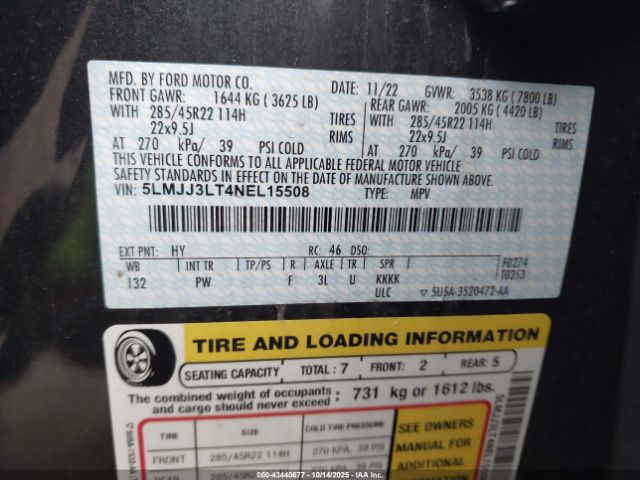 MFD. BY FORD MOTOR CO.
DATE: 11/22 GVWR: 3538 KG ( 7800 LB)
FRONT GAWR: 1644 KG ( 3625 LB) REAR GAWR: 2005 KG ( 4420 LB)
WITH 285/45R22 114H TIRES WITH 285/45R22 114H TIRES
22x9.5J RIMS 22x9.5J RIMS
AT 270 kPa/ 39 PSI COLD AT 270 kPa/ 39 PSI COLD
THIS VEHICLE CONFORMS TO ALL APPLICABLE FEDERAL MOTOR VEHICLE
SAFETY STANDARDS IN EFFECT ON THE DATE OF MANUFACTURE SHOWN ABOVE.
VIN: 5LMJJ3LT4NEL15508 TYPE: MPV
EXT PNT: HY RC: 46 DSO:
WB INT TR TP/PS R AXLE TR SPR F0274
132 PW F 3L U KKKK T0353
ULC ▽ 5U5A-3520472-AA
TIRE AND LOADING INFORMATION
SEATING CAPACITY TOTAL : 7 FRONT: 2 REAR: 5
The combined weight of occupants and cargo should never exceed : 731 kg or 1612 lbs.
TIRE SIZE COLD TIRE PRESSURE
FRONT 285/45R22 114H 270 KPA, 39 PSI
SEE OWNERS
MANUAL FOR
ADDITIONAL
000-43440677 - 10/14/2025 - IAAI.com